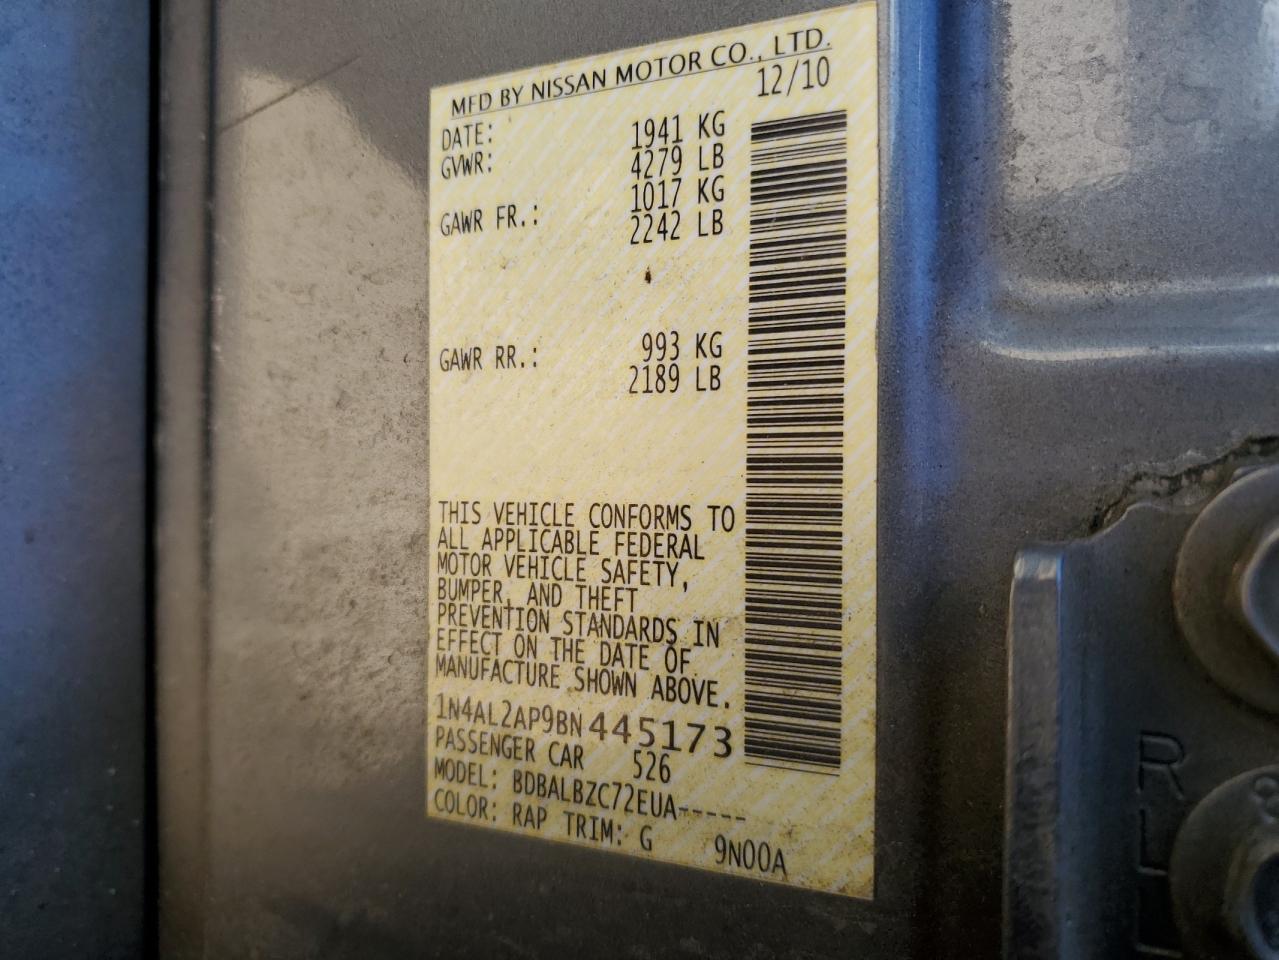 MFD BY NISSAN MOTOR CO., LTD.
DATE: 12/10
GVWR: 1941 KG
4279 LB
GAWR FR.: 1017 KG
2242 LB
GAWR RR.: 993 KG
2189 LB
THIS VEHICLE CONFORMS TO
ALL APPLICABLE FEDERAL
MOTOR VEHICLE SAFETY,
BUMPER, AND THEFT
PREVENTION STANDARDS IN
EFFECT ON THE DATE OF
MANUFACTURE SHOWN ABOVE.
1N4AL2AP9BN445173
PASSENGER CAR 526
MODEL: BDBALBZC72EUA-----
COLOR: RAP TRIM: G 9N00A